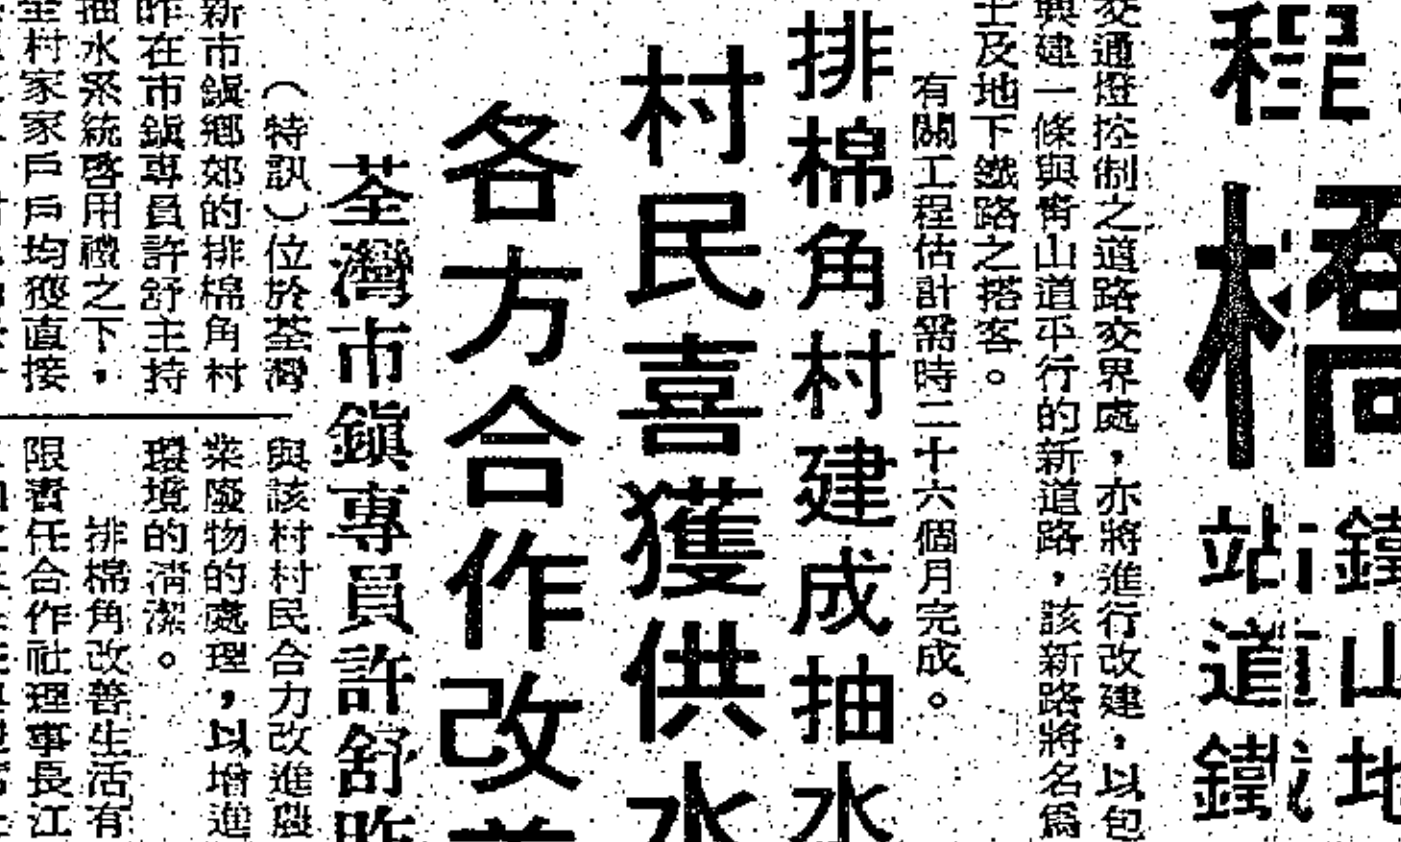 程
橋
站道鐵
鐵山地
交通燈控制之道路交界處，亦將進行改建，以包
興建一條與青山道平行的新道路，該新路將名爲
士及地下鐵路之搭客。
有關工程估計需時二十六個月完成。
排棉角村建成抽水
村民喜獲供水
各方合作改善
荃灣市鎮專員許舒昨
（特訊）位於荃灣
新市鎮鄉郊的排棉角村
昨在市鎮專員許舒主持
抽水系統啓用禮之下，
全村家家戶戶均獲直接
與該村村民合力改進農
業廢物的處理，以增進
環境的清潔。
排棉角改善生活有
限責任合作社理事長江